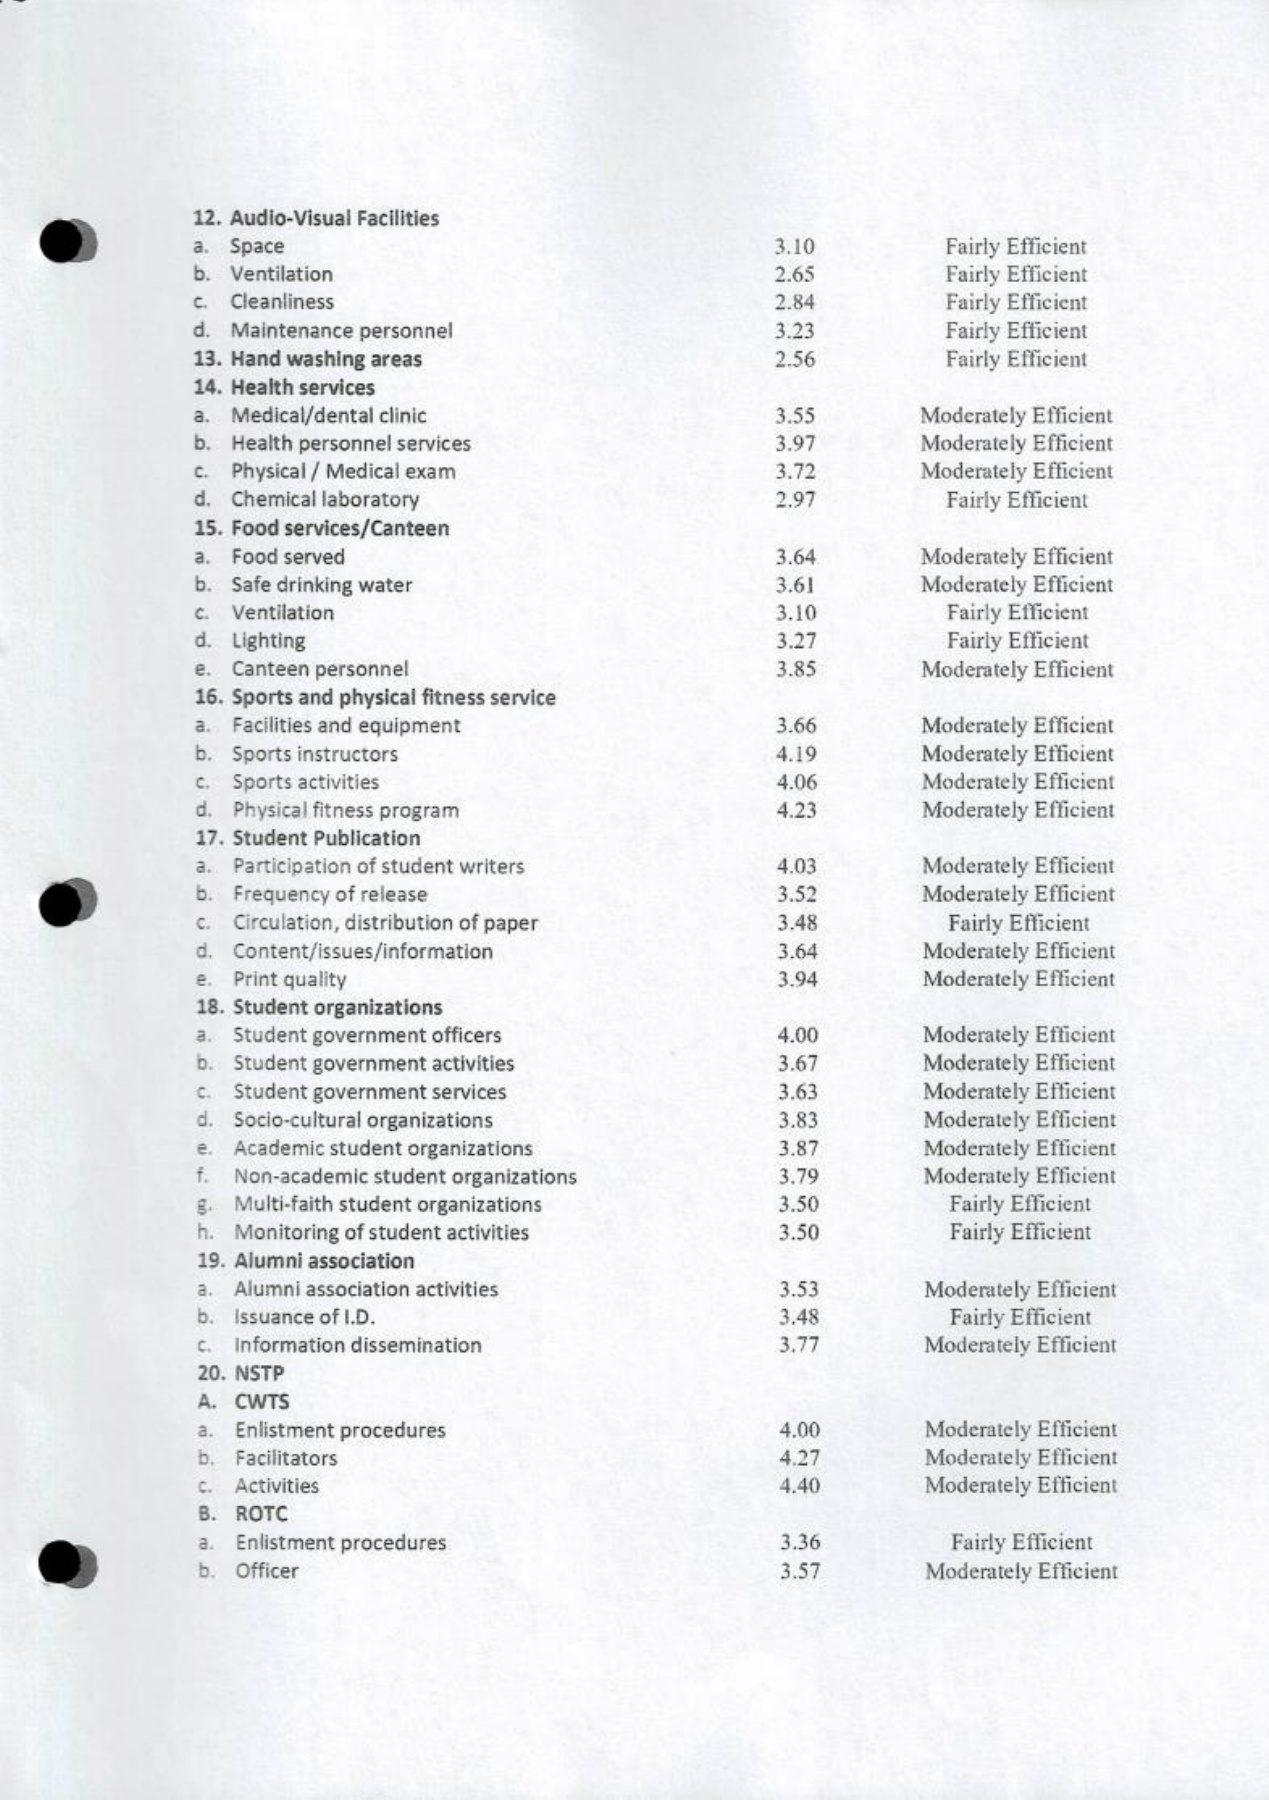 12. Audio-Visual Facilities
a. Space 3.10 Fairly Efficient
b. Ventilation 2.65 Fairly Efficient
c. Cleanliness 2.84 Fairly Efficient
d. Maintenance personnel 3.23 Fairly Efficient
13. Hand washing areas 2.56 Fairly Efficient
14. Health services
a. Medical/dental clinic 3.55 Moderately Efficient
b. Health personnel services 3.97 Moderately Efficient
c. Physical / Medical exam 3.72 Moderately Efficient
d. Chemical laboratory 2.97 Fairly Efficient
15. Food services/Canteen
a. Food served 3.64 Moderately Efficient
b. Safe drinking water 3.61 Moderately Efficient
c. Ventilation 3.10 Fairly Efficient
d. Lighting 3.27 Fairly Efficient
e. Canteen personnel 3.85 Moderately Efficient
16. Sports and physical fitness service
a. Facilities and equipment 3.66 Moderately Efficient
b. Sports instructors 4.19 Moderately Efficient
c. Sports activities 4.06 Moderately Efficient
d. Physical fitness program 4.23 Moderately Efficient
17. Student Publication
a. Participation of student writers 4.03 Moderately Efficient
b. Frequency of release 3.52 Moderately Efficient
c. Circulation, distribution of paper 3.48 Fairly Efficient
d. Content/issues/information 3.64 Moderately Efficient
e. Print quality 3.94 Moderately Efficient
18. Student organizations
a. Student government officers 4.00 Moderately Efficient
b. Student government activities 3.67 Moderately Efficient
c. Student government services 3.63 Moderately Efficient
d. Socio-cultural organizations 3.83 Moderately Efficient
e. Academic student organizations 3.87 Moderately Efficient
f. Non-academic student organizations 3.79 Moderately Efficient
g. Multi-faith student organizations 3.50 Fairly Efficient
h. Monitoring of student activities 3.50 Fairly Efficient
19. Alumni association
a. Alumni association activities 3.53 Moderately Efficient
b. Issuance of I.D. 3.48 Fairly Efficient
c. Information dissemination 3.77 Moderately Efficient
20. NSTP
A. CWTS
a. Enlistment procedures 4.00 Moderately Efficient
b. Facilitators 4.27 Moderately Efficient
c. Activities 4.40 Moderately Efficient
B. ROTC
a. Enlistment procedures 3.36 Fairly Efficient
b. Officer 3.57 Moderately Efficient